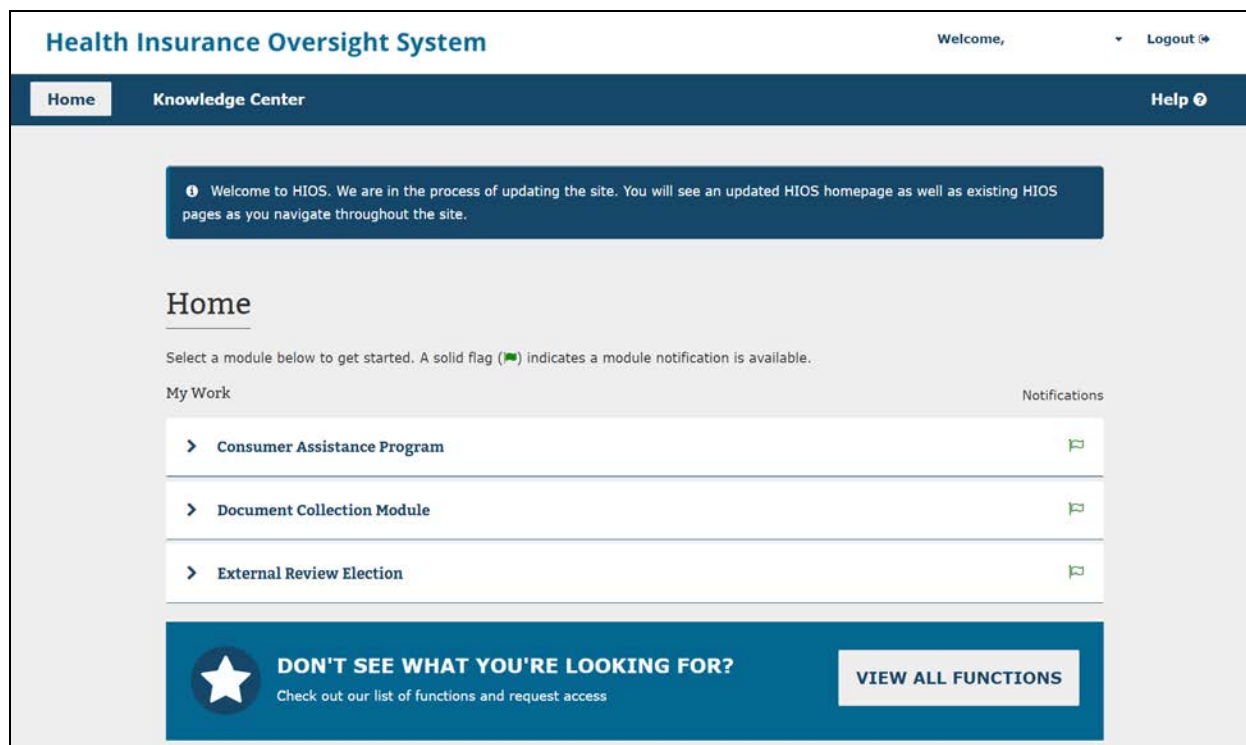 Health Insurance Oversight System
Welcome,
Logout
Home
Knowledge Center
Help
Welcome to HIOS. We are in the process of updating the site. You will see an updated HIOS homepage as well as existing HIOS
pages as you navigate throughout the site.
Home
Select a module below to get started. A solid flag ( ) indicates a module notification is available.
My Work
Notifications
Consumer Assistance Program
Document Collection Module
External Review Election
DON'T SEE WHAT YOU'RE LOOKING FOR?
Check out our list of functions and request access
VIEW ALL FUNCTIONS